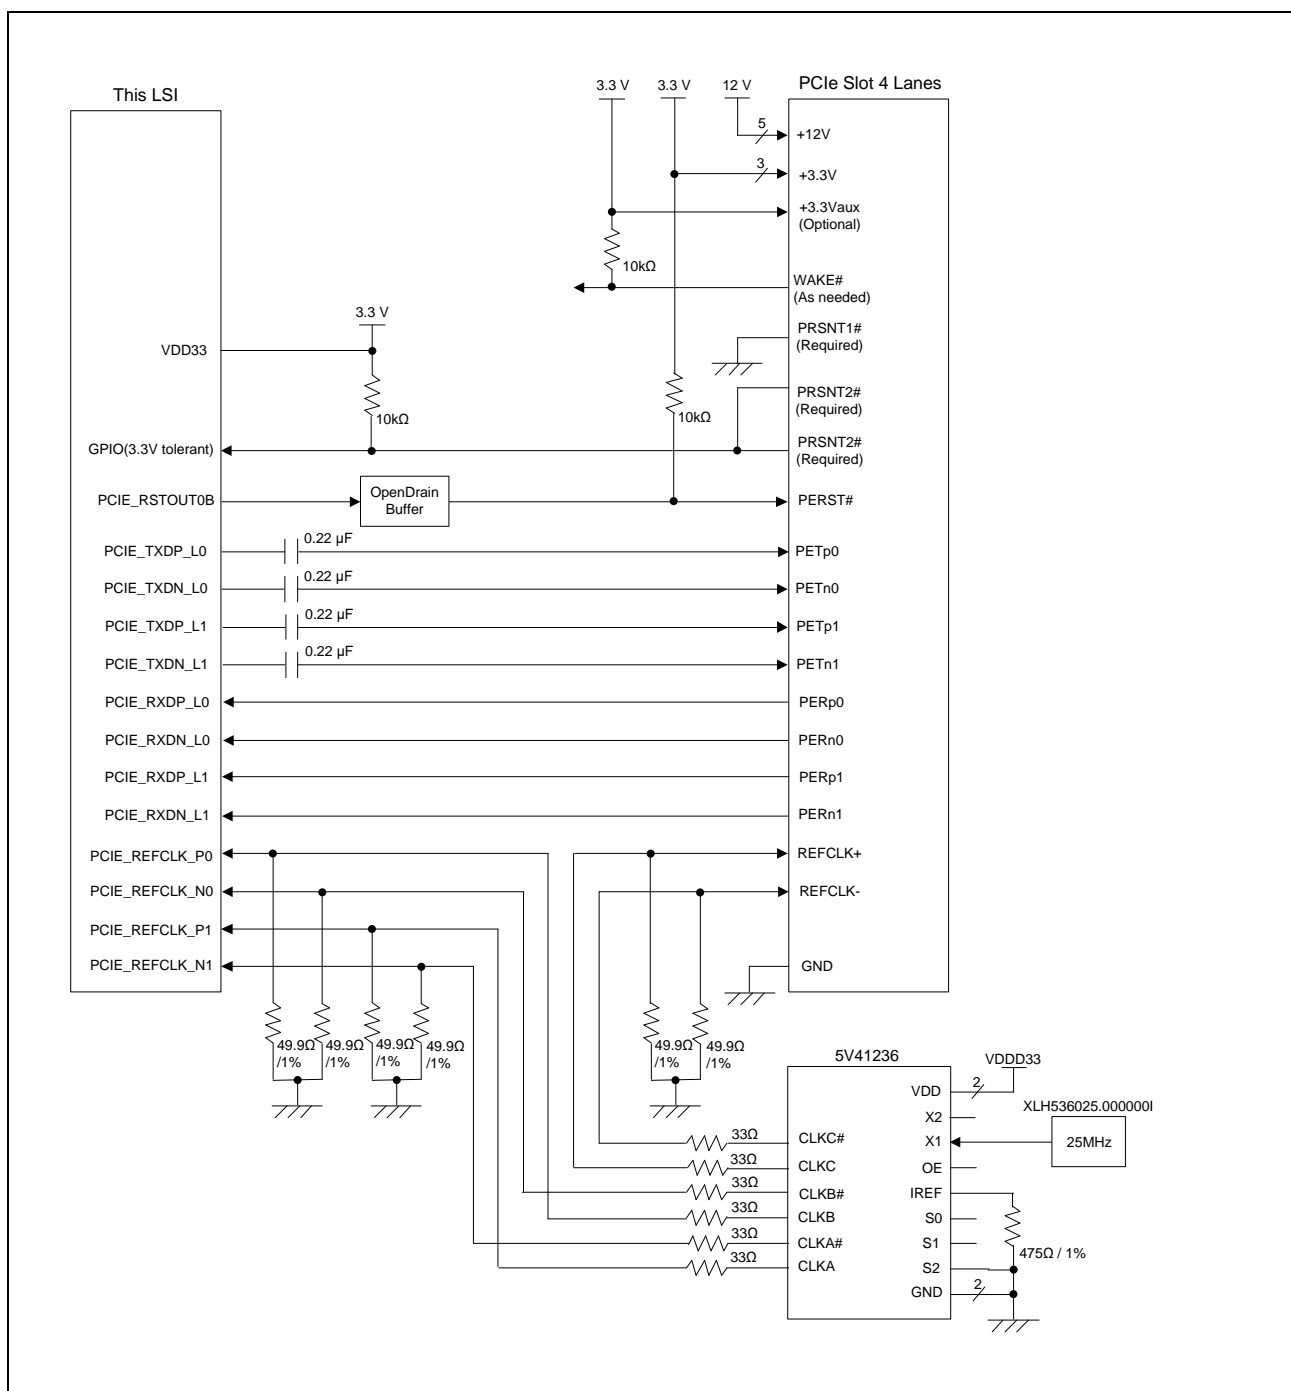 This LSI
VDD33
GPIO(3.3V tolerant)
PCIE_RSTOUT0B
PCIE_TXDP_L0
PCIE_TXDN_L0
PCIE_TXDP_L1
PCIE_TXDN_L1
PCIE_RXDP_L0
PCIE_RXDN_L0
PCIE_RXDP_L1
PCIE_RXDN_L1
PCIE_REFCLK_P0
PCIE_REFCLK_N0
PCIE_REFCLK_P1
PCIE_REFCLK_N1
3.3 V
10kΩ
OpenDrain
Buffer
0.22 µF
0.22 µF
0.22 µF
0.22 µF
49.9Ω
/1%
49.9Ω
/1%
49.9Ω
/1%
49.9Ω
/1%
3.3 V
3.3 V
12 V
10kΩ
10kΩ
5
3
PCIe Slot 4 Lanes
+12V
+3.3V
+3.3Vaux
(Optional)
WAKE#
(As needed)
PRSNT1#
(Required)
PRSNT2#
(Required)
PRSNT2#
(Required)
PERST#
PETp0
PETn0
PETp1
PETn1
PERp0
PERn0
PERp1
PERn1
REFCLK+
REFCLK-
GND
49.9Ω
/1%
49.9Ω
/1%
33Ω
33Ω
33Ω
33Ω
33Ω
33Ω
5V41236
CLKC#
CLKC
CLKB#
CLKB
CLKA#
CLKA
VDD
X2
X1
OE
IREF
S0
S1
S2
GND
2
VDDD33
XLH536025.000000I
25MHz
475Ω / 1%
2